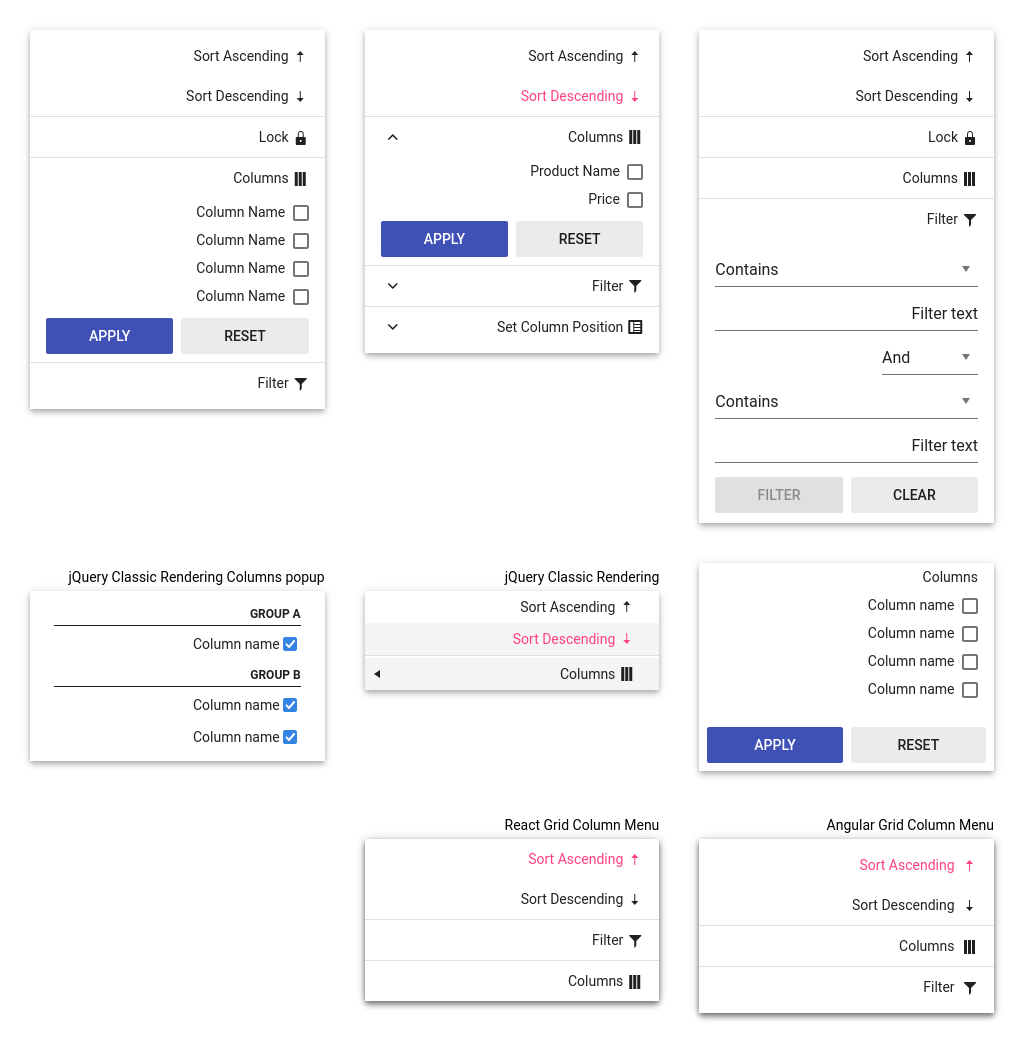 Sort Ascending
Sort Descending
Lock
Columns
Column Name
Column Name
Column Name
Column Name
APPLY RESET
Filter
Sort Ascending
Sort Descending
Columns
Product Name
Price
APPLY RESET
Filter
Set Column Position
Sort Ascending
Sort Descending
Lock
Columns
Filter
Contains
Filter text
And
Contains
Filter text
FILTER CLEAR
jQuery Classic Rendering Columns popup
GROUP A
Column name
GROUP B
Column name
Column name
jQuery Classic Rendering
Sort Ascending
Sort Descending
Columns
Columns
Column name
Column name
Column name
Column name
APPLY RESET
React Grid Column Menu
Sort Ascending
Sort Descending
Filter
Columns
Angular Grid Column Menu
Sort Ascending
Sort Descending
Columns
Filter